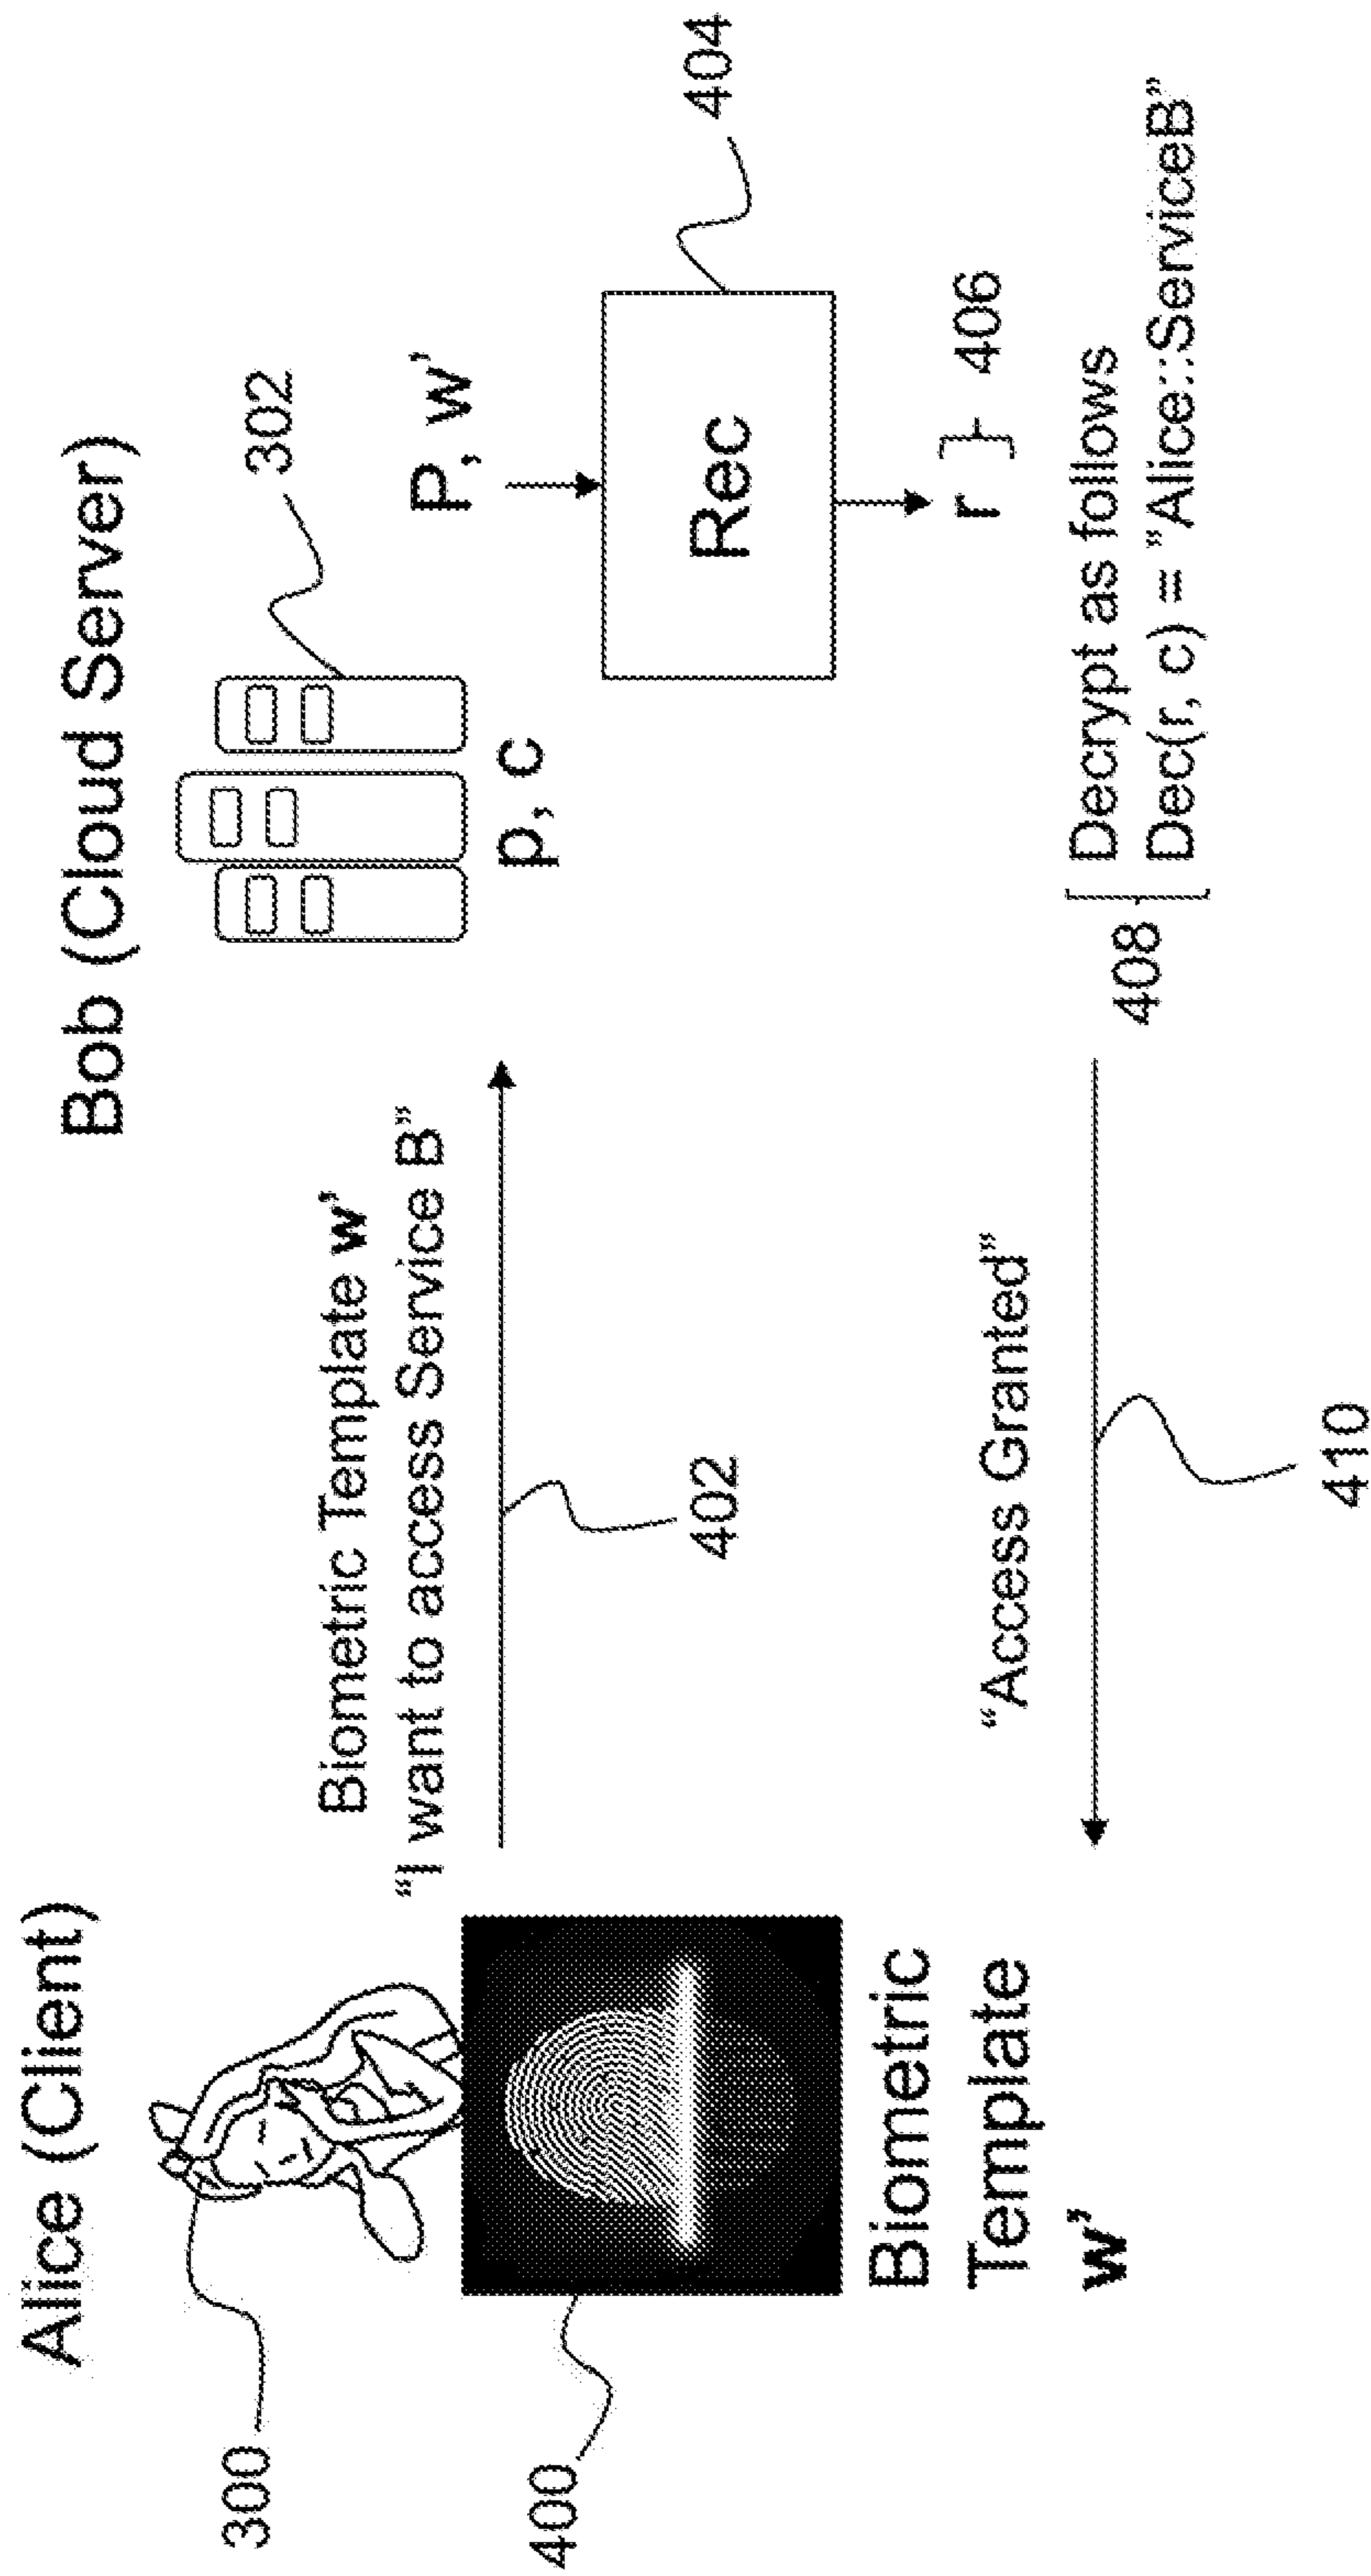 Alice (Client)
Bob (Cloud Server)
300
302
Biometric Template w’
“I want to access Service B”
p, c
P, w’
400
402
Rec
404
Biometric
Template
w’
r
406
“Access Granted”
408
Decrypt as follows
Dec(r, c) = ”Alice::ServiceB”
410